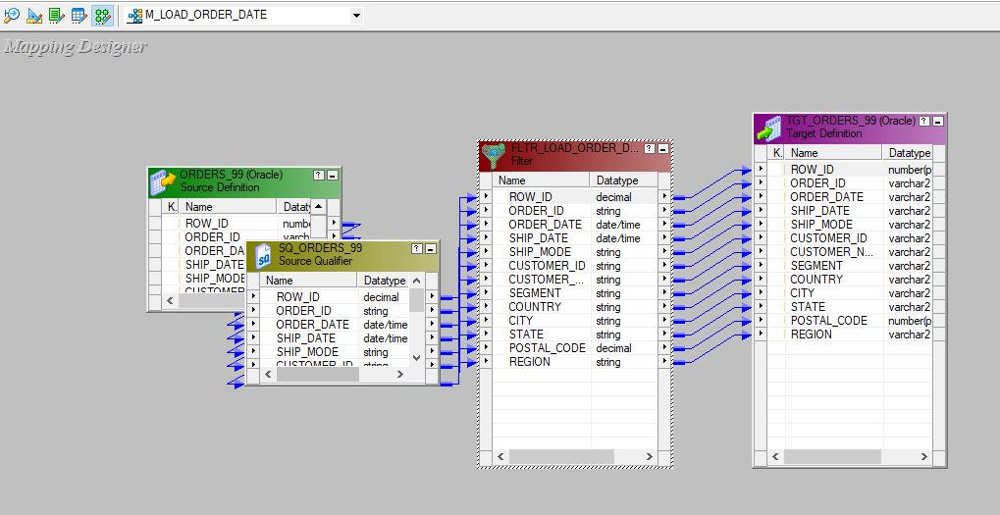 M_LOAD_ORDER_DATE
Mapping Designer
ORDERS_99 (Oracle)
Source Definition
K. Name
ROW_ID numbe
ORDER_ID varch
ORDER_DA
SHIP_DATE
SHIP_MODE
CUSTOMER
SQ_ORDERS_99
Source Qualifier
Name Datatype
ROW_ID decimal
ORDER_ID string
ORDER_DATE date/time
SHIP_DATE date/time
SHIP_MODE string
CUSTOMER_ID string
FLTR_LOAD_ORDER_D...
Filter
Name Datatype
ROW_ID decimal
ORDER_ID string
ORDER_DATE date/time
SHIP_DATE date/time
SHIP_MODE string
CUSTOMER_ID string
CUSTOMER_... string
SEGMENT string
COUNTRY string
CITY string
STATE string
POSTAL_CODE decimal
REGION string
TGT_ORDERS_99 (Oracle)
Target Definition
K. Name Datatype
ROW_ID number(p
ORDER_ID varchar2
ORDER_DATE varchar2
SHIP_DATE varchar2
SHIP_MODE varchar2
CUSTOMER_ID varchar2
CUSTOMER_N... varchar2
SEGMENT varchar2
COUNTRY varchar2
CITY varchar2
STATE varchar2
POSTAL_CODE number(p
REGION varchar2